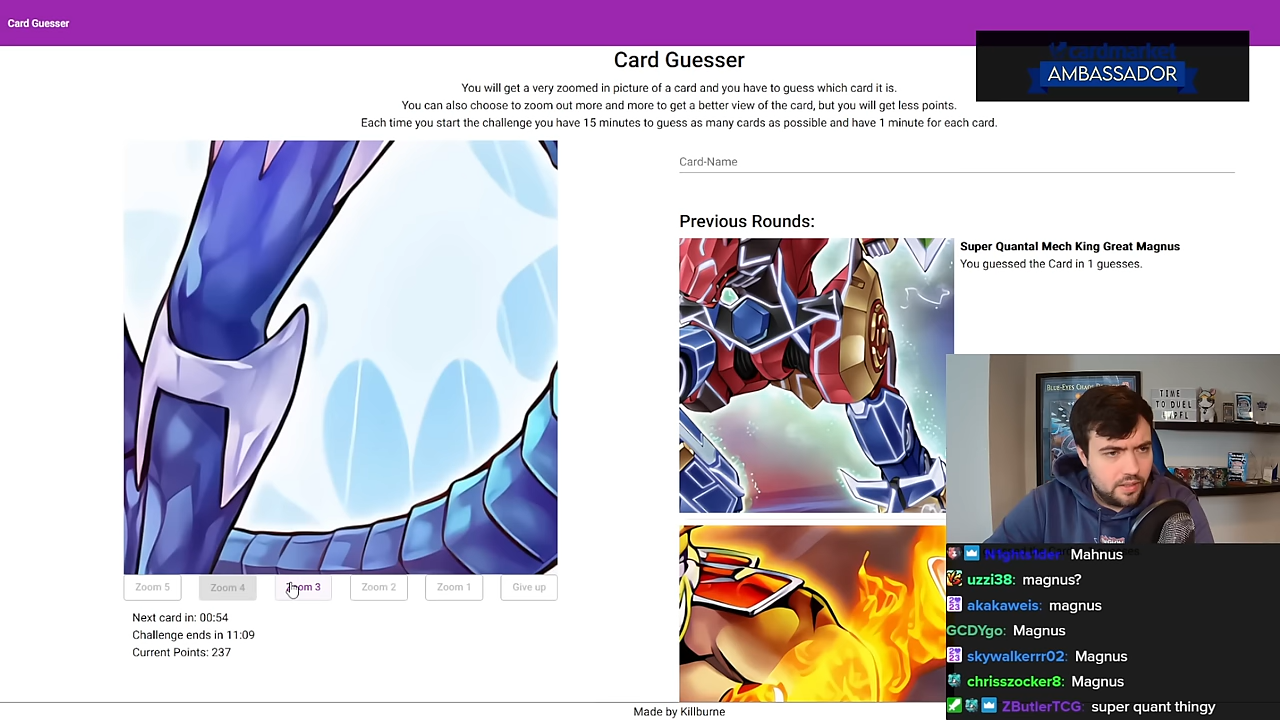 Card Guesser
cardmarket
AMBASSADOR
Card Guesser
You will get a very zoomed in picture of a card and you have to guess which card it is.
You can also choose to zoom out more and more to get a better view of the card, but you will get less points.
Each time you start the challenge you have 15 minutes to guess as many cards as possible and have 1 minute for each card.
Card-Name
Previous Rounds:
Super Quantal Mech King Great Magnus
You guessed the Card in 1 guesses.
TIME
TO DUEL
Zoom 5
Zoom 4
Zoom 2
Zoom 1
Give up
Next card in: 00:54
Challenge ends in 11:09
Current Points: 237
Mahnus
uzzi38: magnus?
akakaweis: magnus
GCDYgo: Magnus
skywalkerrr02: Magnus
chrisszocker8: Magnus
ZButlerTCG: super quant thingy
Made by Killburne